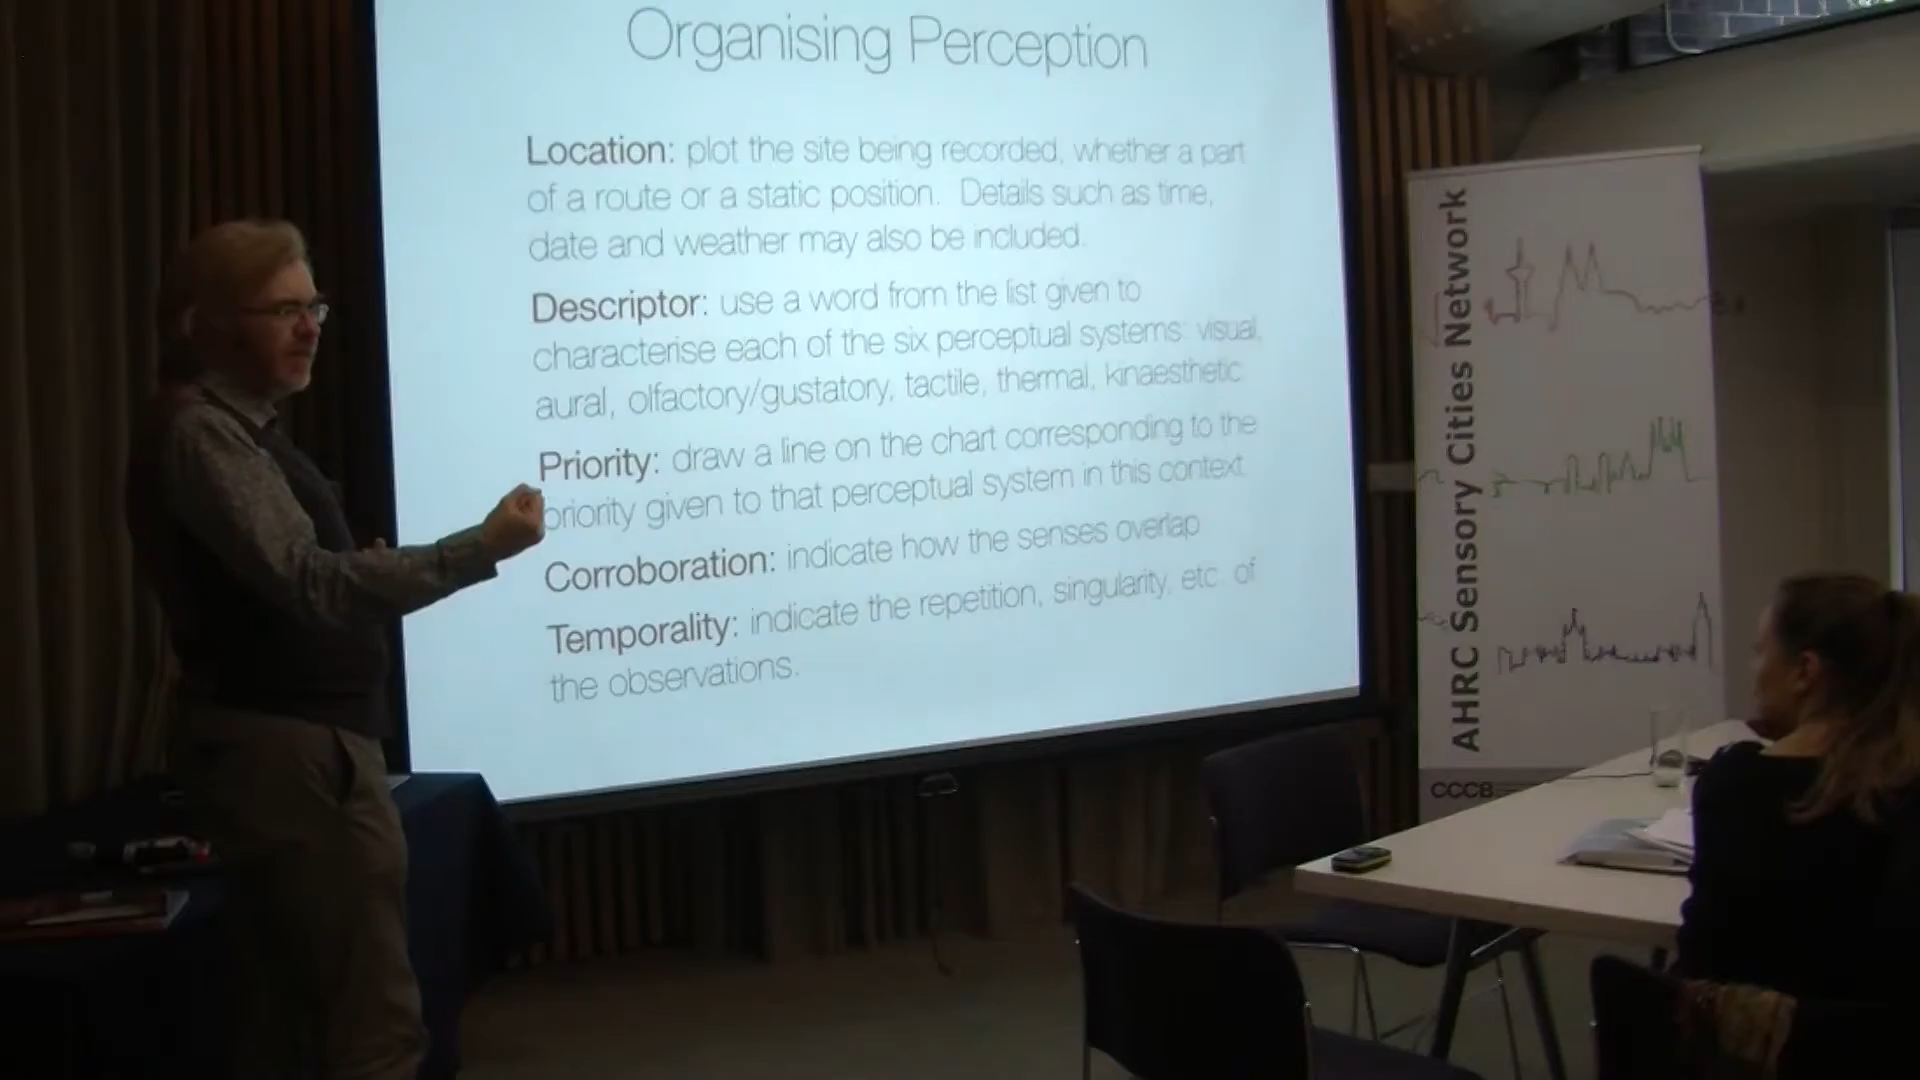 Organising Perception
Location: plot the site being recorded, whether a part
of a route or a static position. Details such as time,
date and weather may also be included.
Descriptor: use a word from the list given to
characterise each of the six perceptual systems: visual,
aural, olfactory/gustatory, tactile, thermal, kinaesthetic
Priority: draw a line on the chart corresponding to the
priority given to that perceptual system in this context
Corroboration: indicate how the senses overlap
Temporality: indicate the repetition, singularity, etc. of
the observations.
AHRC Sensory Cities Network
CCCB